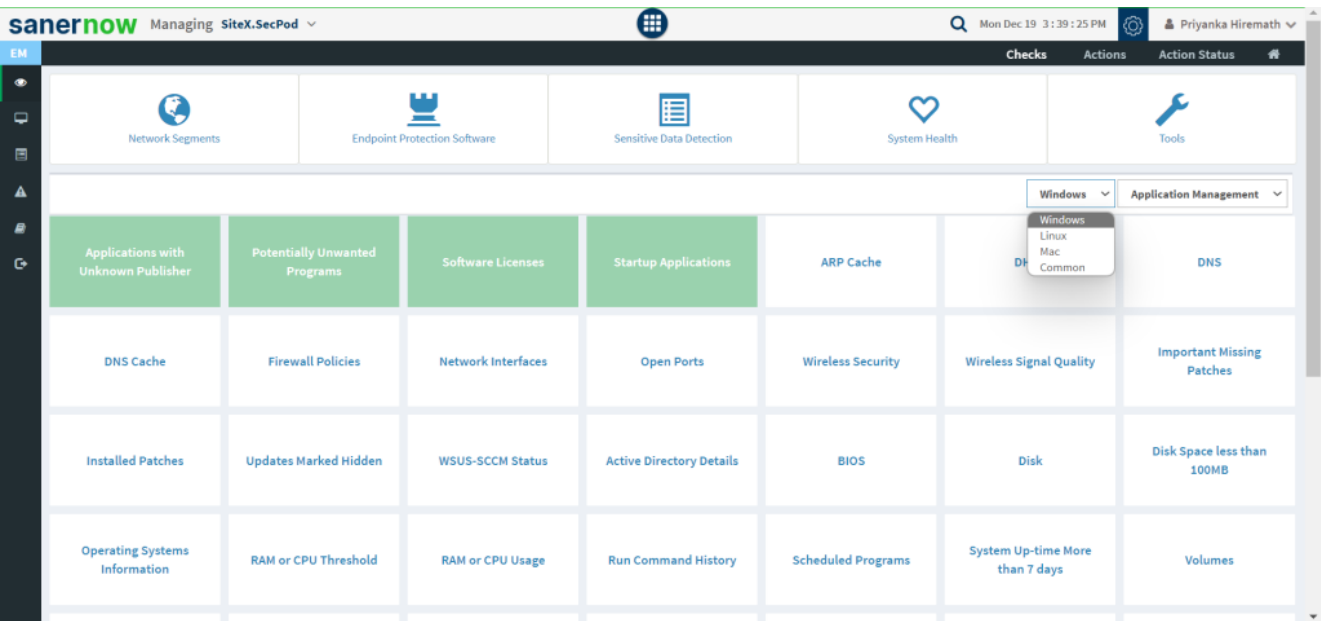 sanernow Managing SiteX.SecPod Mon Dec 19 3:39:25 PM Priyanka Hiremath
EM Checks Actions Action Status
Network Segments Endpoint Protection Software Sensitive Data Detection System Health Tools
Windows Application Management
Windows
Linux
Mac
Common
Applications with Unknown Publisher
Potentially Unwanted Programs
Software Licenses
Startup Applications
ARP Cache
DNS
DNS Cache
Firewall Policies
Network Interfaces
Open Ports
Wireless Security
Wireless Signal Quality
Important Missing Patches
Installed Patches
Updates Marked Hidden
WSUS-SCCM Status
Active Directory Details
BIOS
Disk
Disk Space less than 100MB
Operating Systems Information
RAM or CPU Threshold
RAM or CPU Usage
Run Command History
Scheduled Programs
System Up-time More than 7 days
Volumes